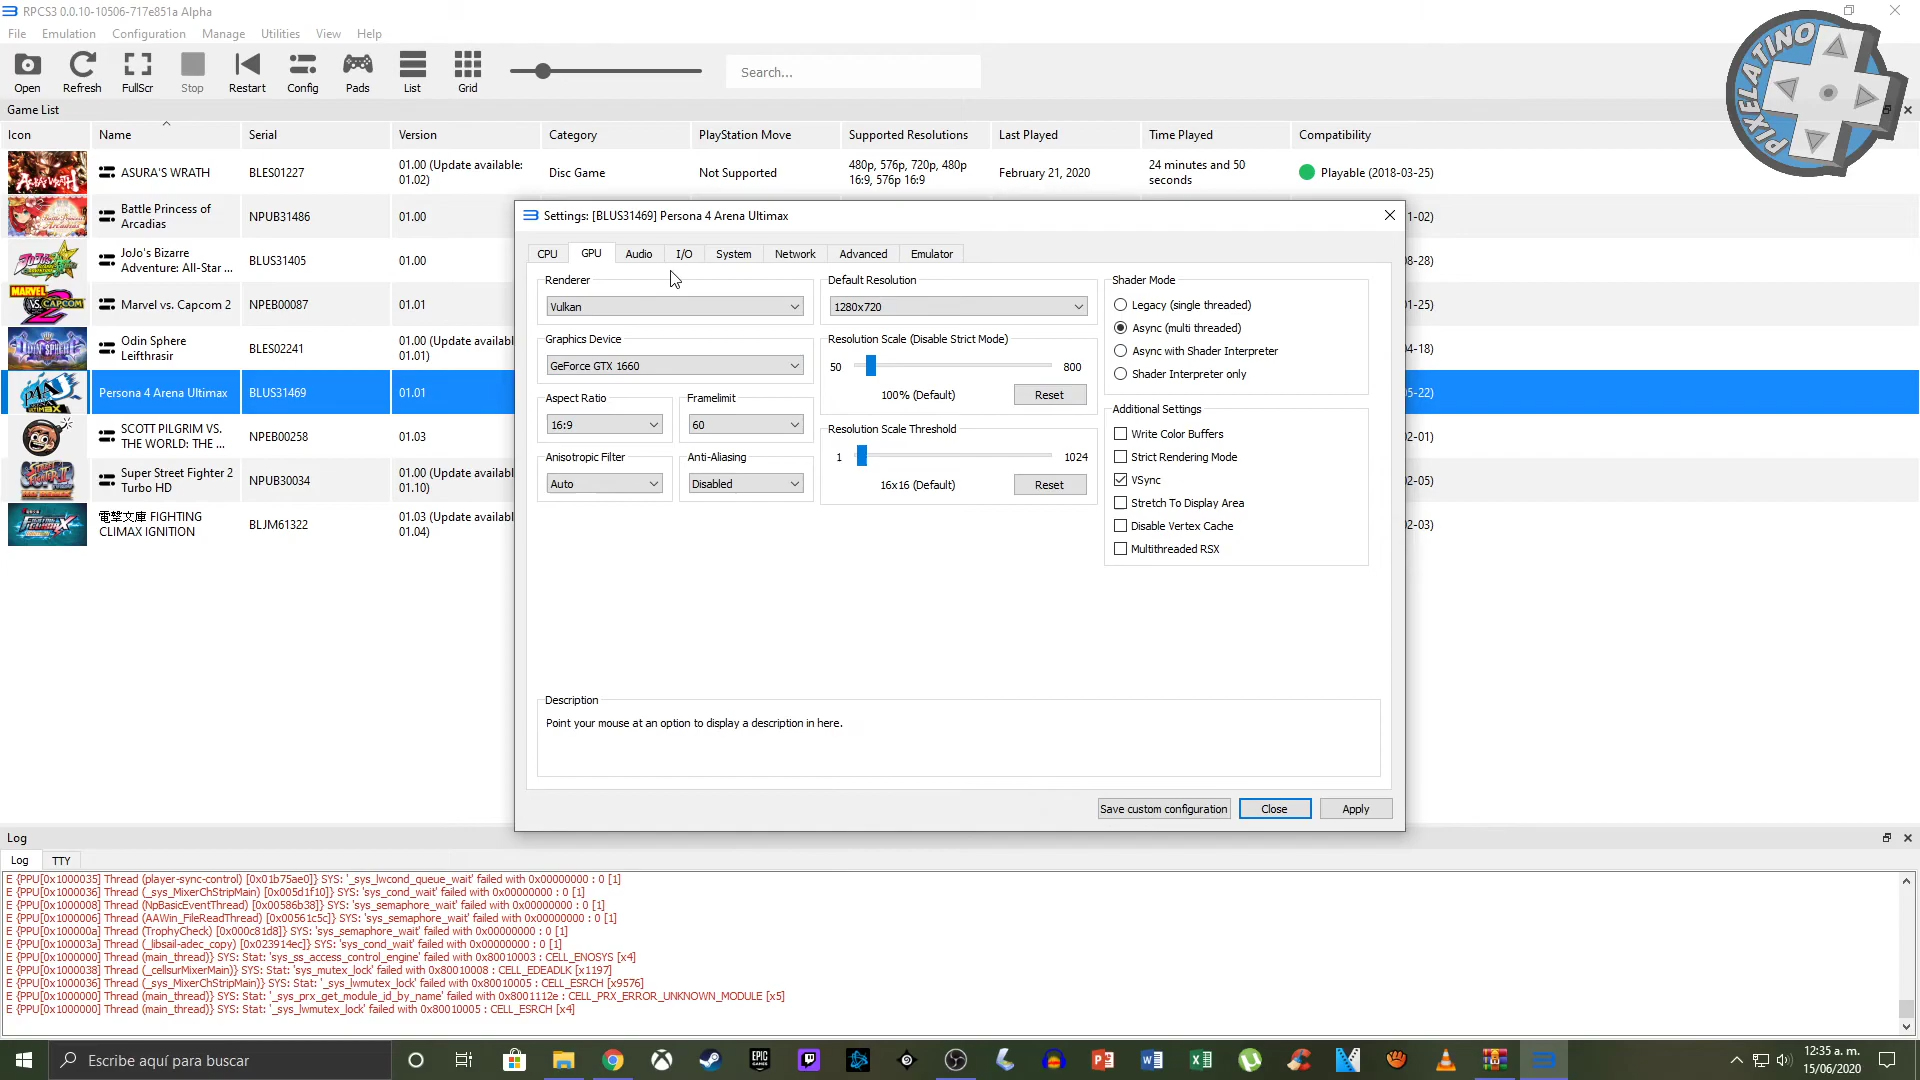 RPCS3 0.0.10-10506-717e851a Alpha
File Emulation Configuration Manage Utilities View Help
Open Refresh FullScr Stop Restart Config Pads List Grid
Search...
PIXELATINO
Game List
Icon Name Serial Version Category PlayStation Move Supported Resolutions Last Played Time Played Compatibility
ASURA'S WRATH BLES01227 01.00 (Update available: 01.02) Disc Game Not Supported 480p, 576p, 720p, 480p 16:9, 576p 16:9 February 21, 2020 24 minutes and 50 seconds Playable (2018-03-25)
Battle Princess of Arcadias NPUB31486 01.00 1-02)
JoJo's Bizarre Adventure: All-Star ... BLUS31405 01.00 08-28)
Marvel vs. Capcom 2 NPEB00087 01.01 01-25)
Odin Sphere Leifthrasir BLES02241 01.00 (Update available 01.01) 04-18)
Persona 4 Arena Ultimax BLUS31469 01.01 05-22)
SCOTT PILGRIM VS. THE WORLD: THE ... NPEB00258 01.03 02-01)
Super Street Fighter 2 Turbo HD NPUB30034 01.00 (Update availabl 01.10) 02-05)
電撃文庫 FIGHTING CLIMAX IGNITION BLJM61322 01.03 (Update availabl 01.04) 02-03)
Settings: [BLUS31469] Persona 4 Arena Ultimax
CPU GPU Audio I/O System Network Advanced Emulator
Renderer
Vulkan
Graphics Device
GeForce GTX 1660
Aspect Ratio Framelimit
16:9 60
Anisotropic Filter Anti-Aliasing
Auto Disabled
Default Resolution
1280x720
Resolution Scale (Disable Strict Mode)
50 800
100% (Default) Reset
Resolution Scale Threshold
1 1024
16x16 (Default) Reset
Shader Mode
Legacy (single threaded)
Async (multi threaded)
Async with Shader Interpreter
Shader Interpreter only
Additional Settings
Write Color Buffers
Strict Rendering Mode
VSync
Stretch To Display Area
Disable Vertex Cache
Multithreaded RSX
Description
Point your mouse at an option to display a description in here.
Save custom configuration Close Apply
Log
Log TTY
E {PPU[0x1000035] Thread (player-sync-control) [0x01b75ae0]} SYS: '_sys_lwcond_queue_wait' failed with 0x00000000 : 0 [1]
E {PPU[0x1000036] Thread (_sys_MixerChStripMain) [0x005d1f10]} SYS: 'sys_cond_wait' failed with 0x00000000 : 0 [1]
E {PPU[0x1000008] Thread (NpBasicEventThread) [0x00586b38]} SYS: 'sys_semaphore_wait' failed with 0x00000000 : 0 [1]
E {PPU[0x1000006] Thread (AAWin_FileReadThread) [0x00561c5c]} SYS: 'sys_semaphore_wait' failed with 0x00000000 : 0 [1]
E {PPU[0x100000a] Thread (TrophyCheck) [0x000c81d8]} SYS: 'sys_semaphore_wait' failed with 0x00000000 : 0 [1]
E {PPU[0x100003a] Thread (_libsail-adec_copy) [0x023914ec]} SYS: 'sys_cond_wait' failed with 0x00000000 : 0 [1]
E {PPU[0x1000000] Thread (main_thread)} SYS: Stat: 'sys_ss_access_control_engine' failed with 0x80010003 : CELL_ENOSYS [x4]
E {PPU[0x1000038] Thread (_cellsurMixerMain)} SYS: Stat: 'sys_mutex_lock' failed with 0x80010008 : CELL_EDEADLK [x1197]
E {PPU[0x1000036] Thread (_sys_MixerChStripMain)} SYS: Stat: '_sys_lwmutex_lock' failed with 0x80010005 : CELL_ESRCH [x9576]
E {PPU[0x1000000] Thread (main_thread)} SYS: Stat: '_sys_prx_get_module_id_by_name' failed with 0x8001112e : CELL_PRX_ERROR_UNKNOWN_MODULE [x5]
E {PPU[0x1000000] Thread (main_thread)} SYS: Stat: '_sys_lwmutex_lock' failed with 0x80010005 : CELL_ESRCH [x4]
Escribe aquí para buscar
12:35 a. m.
15/06/2020